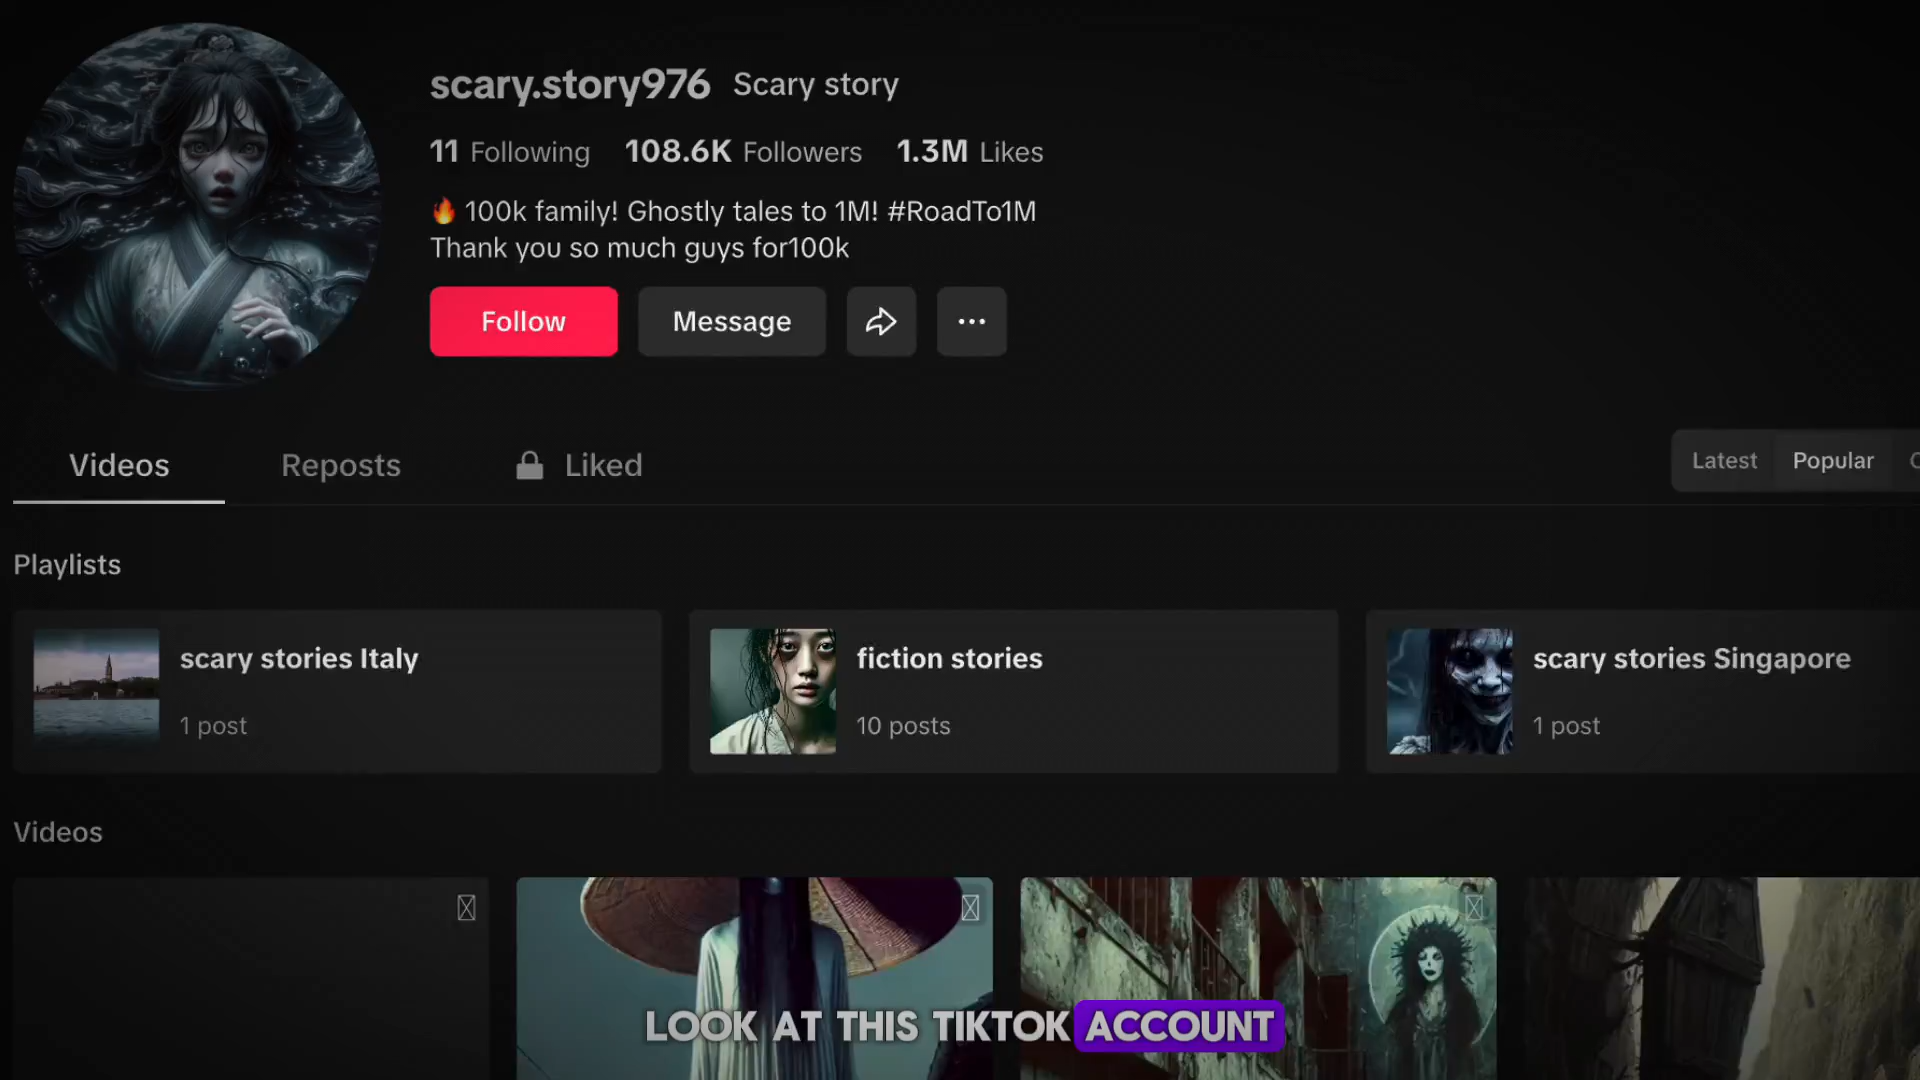 scary.story976 Scary story
11 Following 108.6K Followers 1.3M Likes
🔥 100k family! Ghostly tales to 1M! #RoadTo1M
Thank you so much guys for100k
Follow Message
Videos Reposts Liked
Latest Popular
Playlists
scary stories Italy
1 post
fiction stories
10 posts
scary stories Singapore
1 post
Videos
LOOK AT THIS TIKTOK ACCOUNT